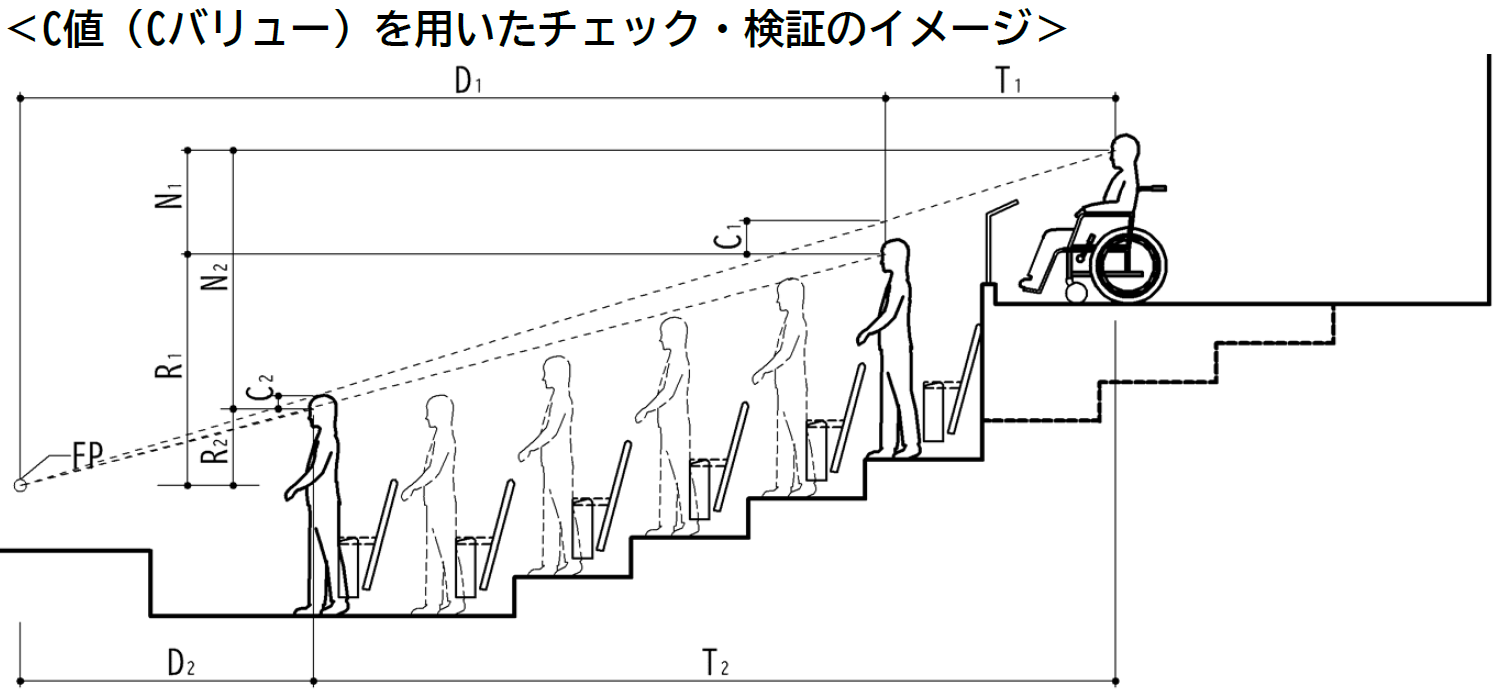 <C値（Cバリュー）を用いたチェック・検証のイメージ>
D₁
T₁
N₁
C₁
N₂
R₁
C₂
R₂
FP
D₂
T₂